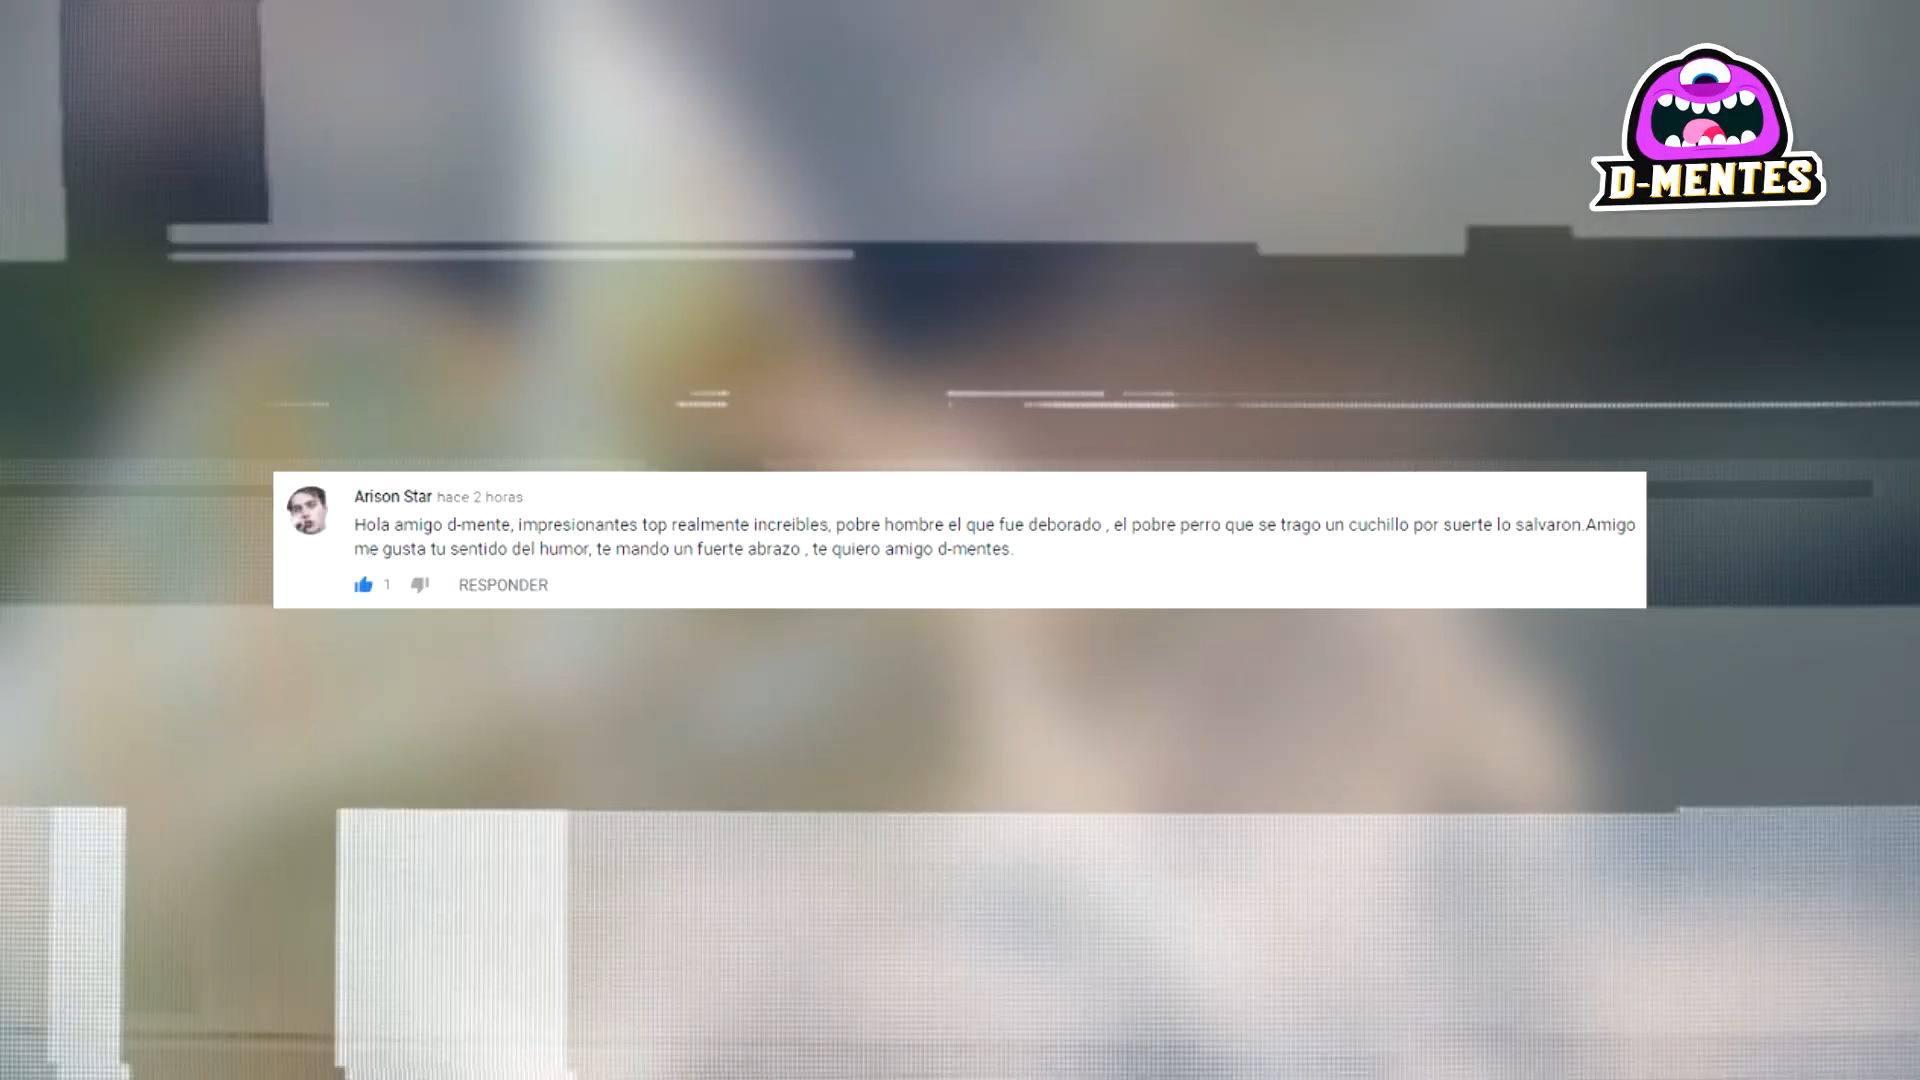 D-MENTES
Arison Star hace 2 horas
Hola amigo d-mente, impresionantes top realmente increibles, pobre hombre el que fue deborado , el pobre perro que se trago un cuchillo por suerte lo salvaron.Amigo
me gusta tu sentido del humor, te mando un fuerte abrazo , te quiero amigo d-mentes.
1 RESPONDER